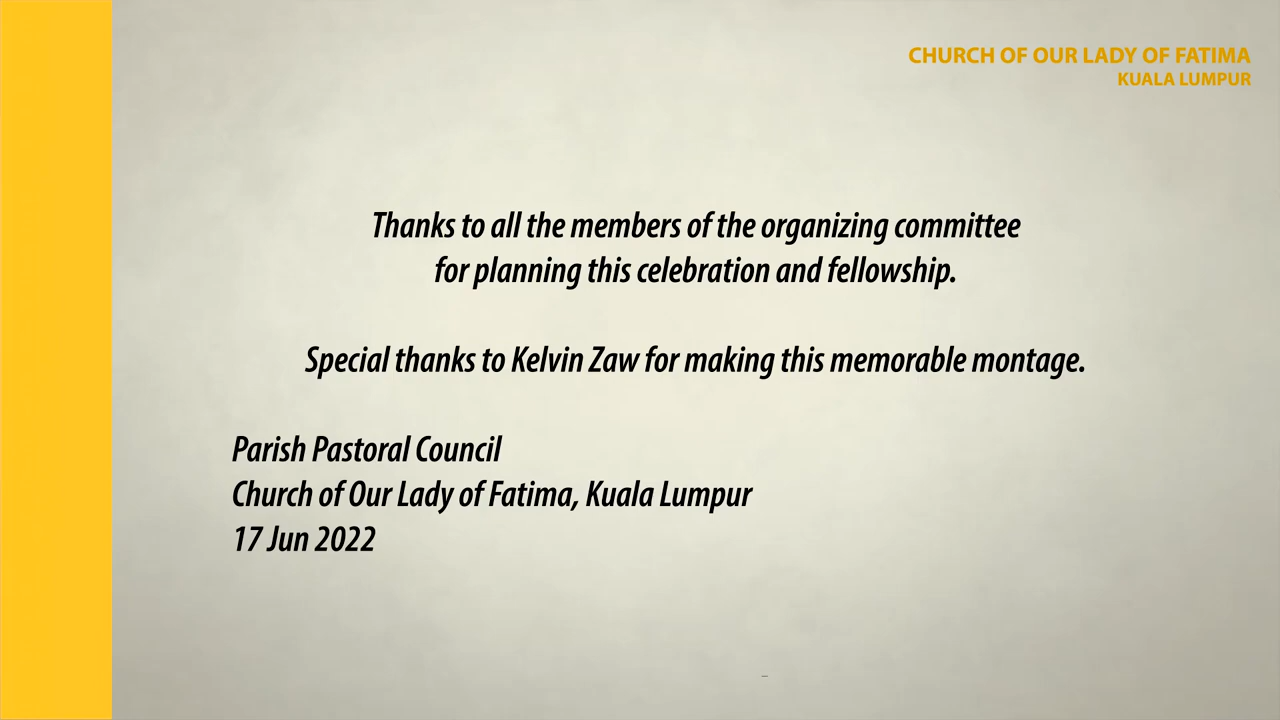 CHURCH OF OUR LADY OF FATIMA
KUALA LUMPUR
Thanks to all the members of the organizing committee
for planning this celebration and fellowship.
Special thanks to Kelvin Zaw for making this memorable montage.
Parish Pastoral Council
Church of Our Lady of Fatima, Kuala Lumpur
17 Jun 2022